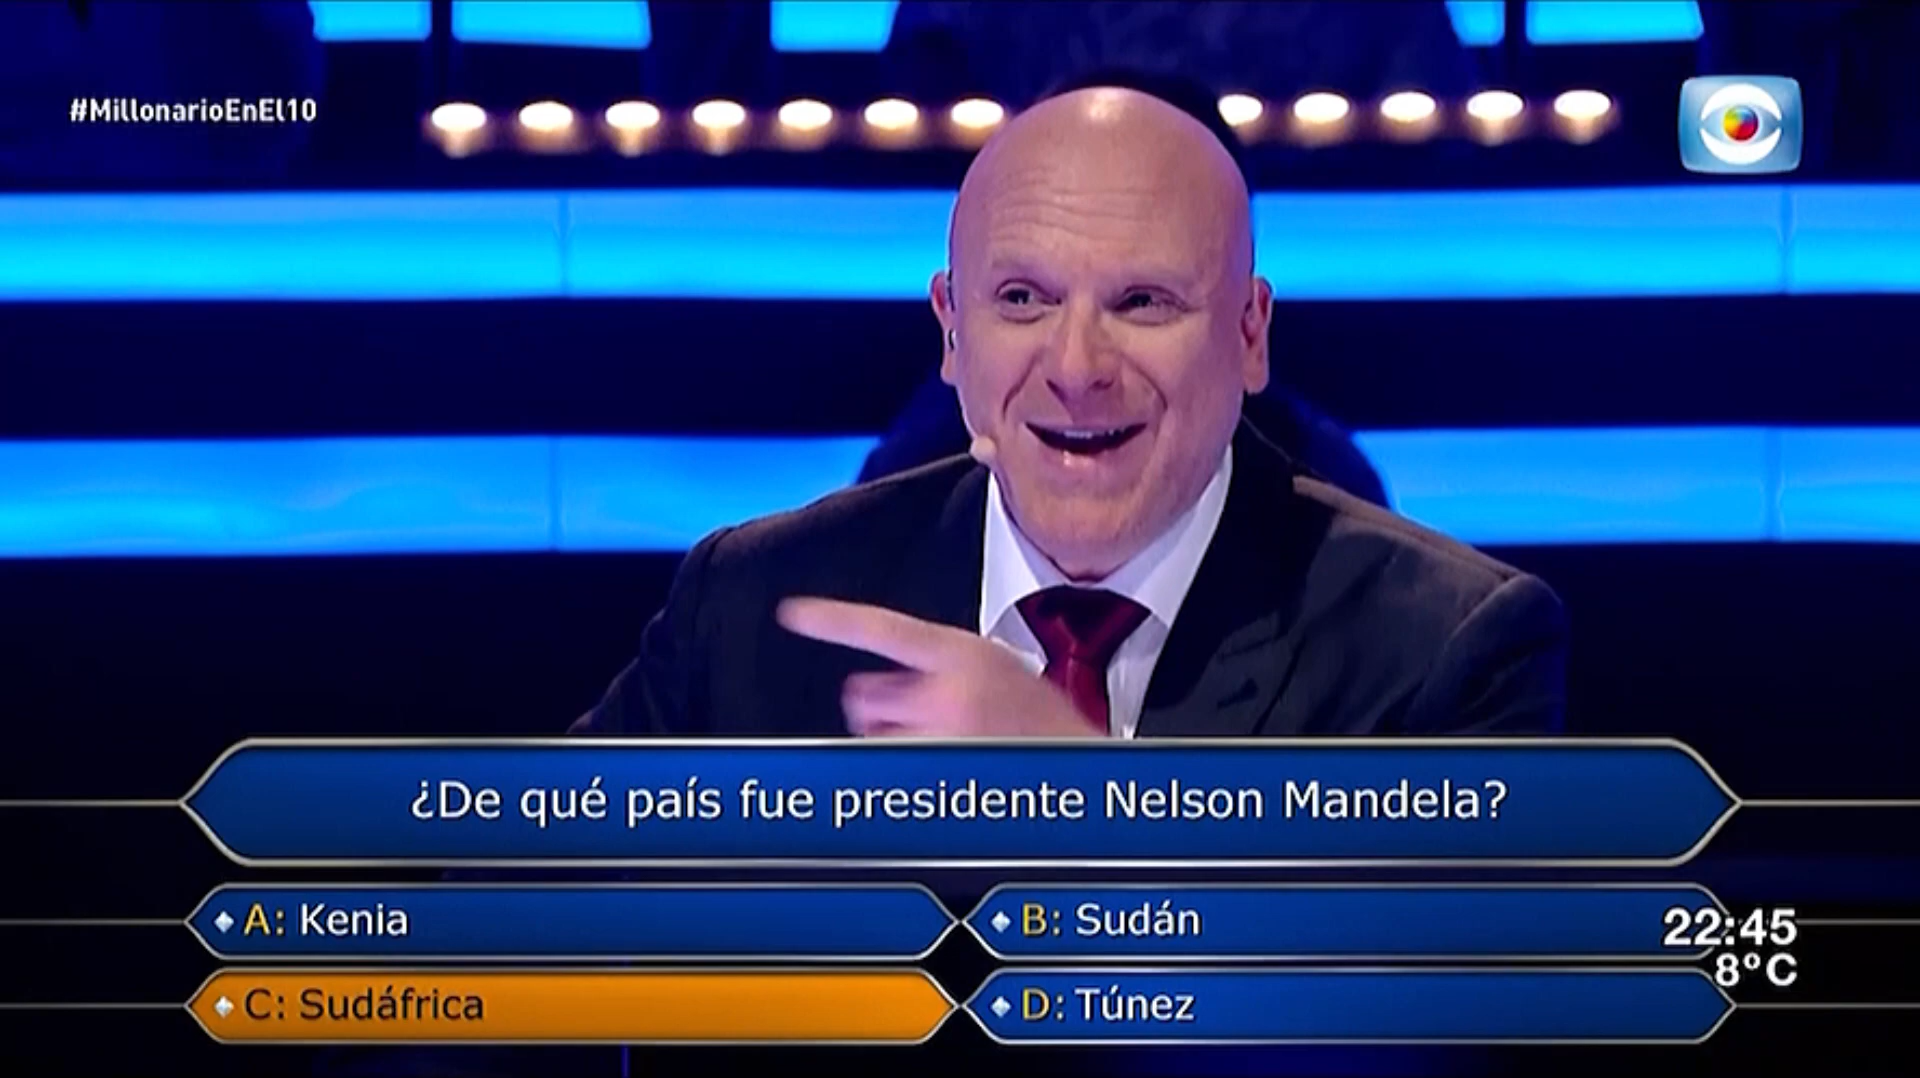 #MillonarioEnEl10
¿De qué país fue presidente Nelson Mandela?
A: Kenia
B: Sudán
22:45
8°C
C: Sudáfrica
D: Túnez